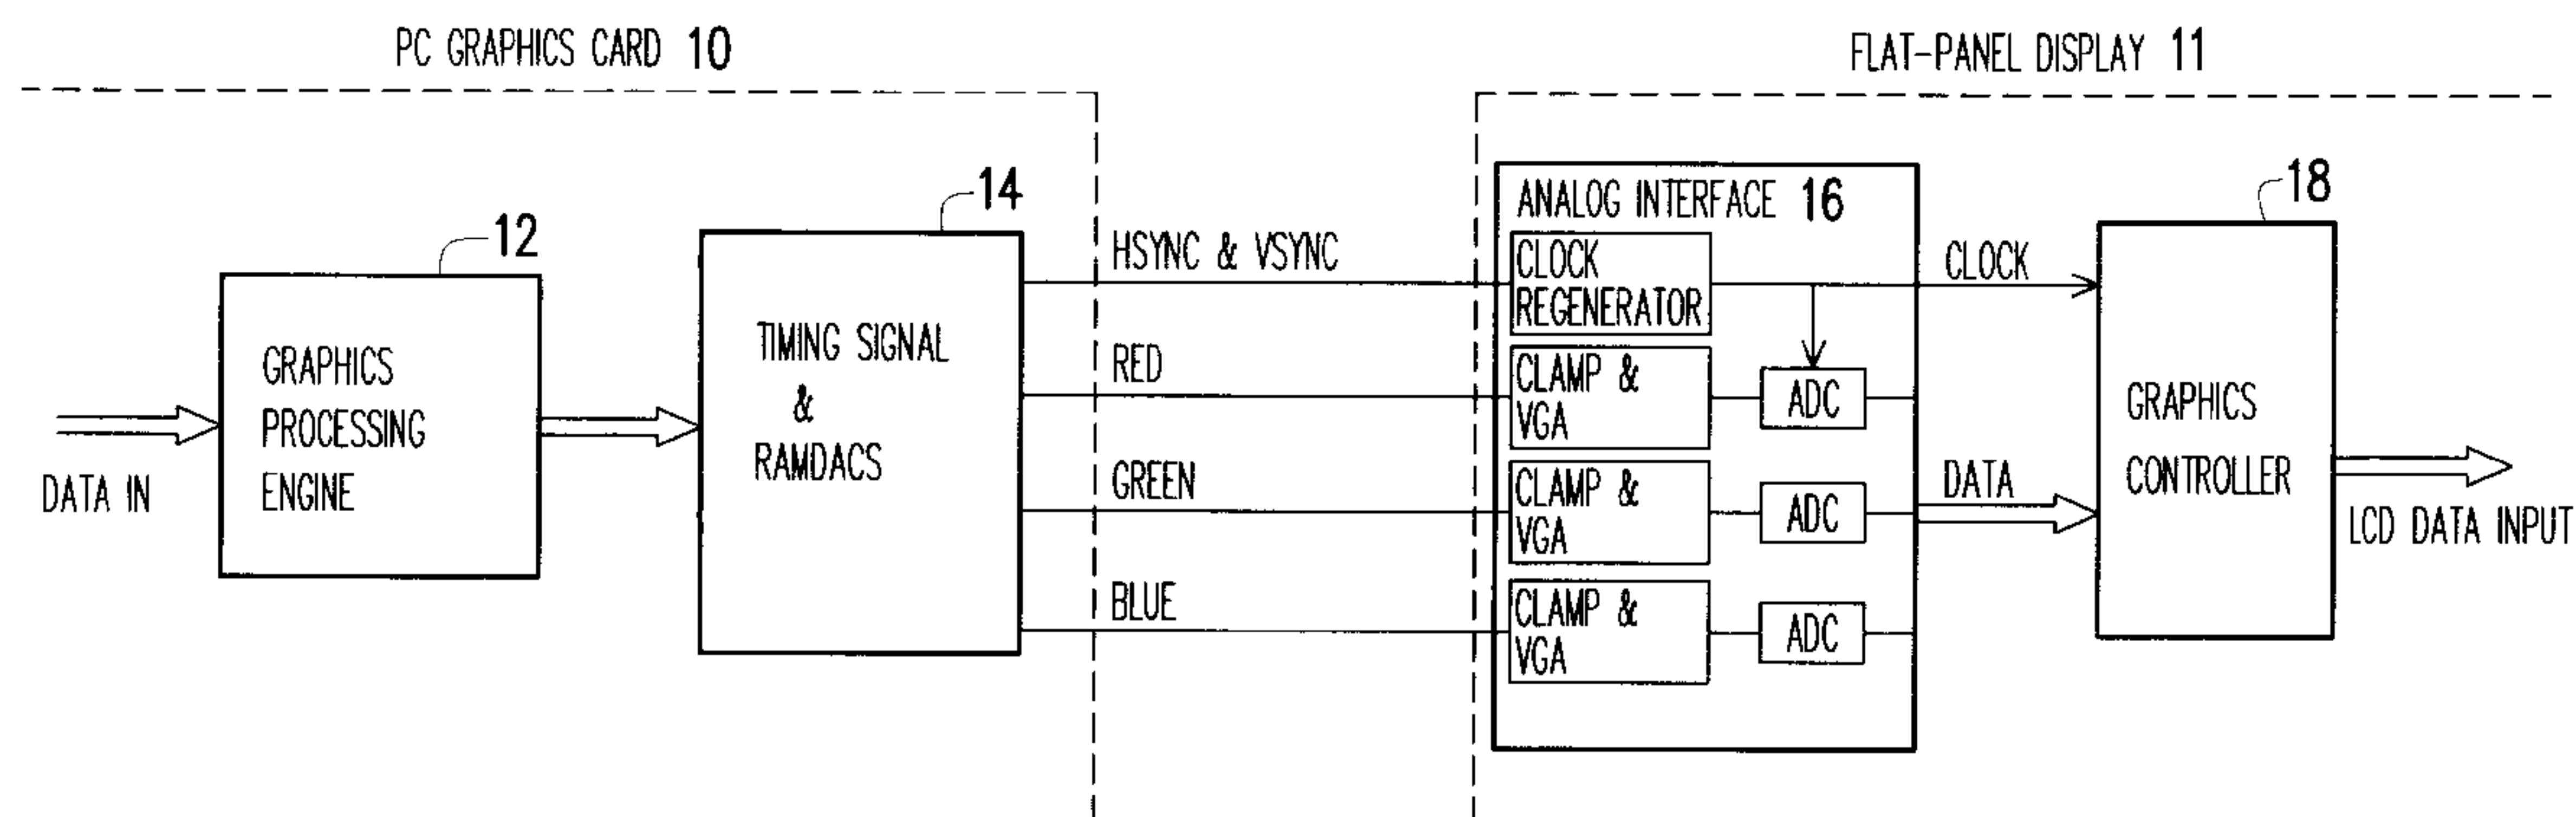 PC GRAPHICS CARD 10
FLAT-PANEL DISPLAY 11
12
14
18
DATA IN
GRAPHICS
PROCESSING
ENGINE
TIMING SIGNAL
&
RAMDACS
HSYNC & VSYNC
RED
GREEN
BLUE
ANALOG INTERFACE 16
CLOCK
REGENERATOR
CLAMP &
VGA
ADC
CLAMP &
VGA
ADC
CLAMP &
VGA
ADC
CLOCK
DATA
GRAPHICS
CONTROLLER
LCD DATA INPUT